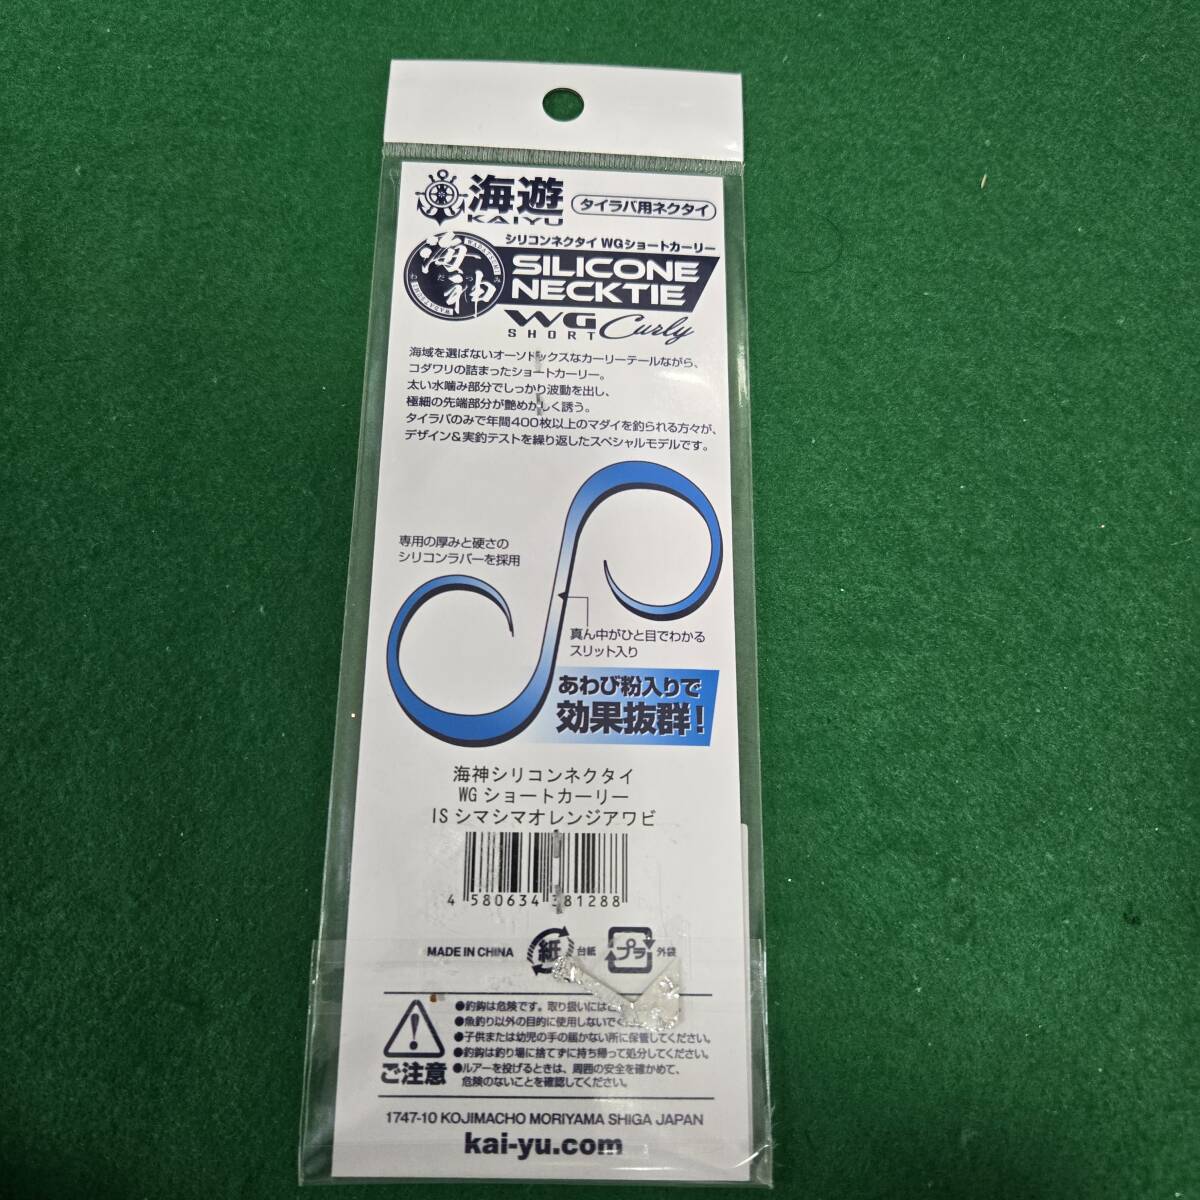 海遊
KAIYU
タイラバ用ネクタイ
海神
わだつみ
シリコンネクタイ WGショートカーリー
SILICONE
NECKTIE
WG Curly
SHORT
海域を選ばないオーソドックスなカーリーテールながら、
コダワリの詰まったショートカーリー。
太い水噛み部分でしっかり波動を出し、
極細の先端部分が艶めかしく誘う。
タイラバのみで年間400枚以上のマダイを釣られる方々が、
デザイン&実釣テストを繰り返したスペシャルモデルです。
専用の厚みと硬さの
シリコンラバーを採用
真ん中がひと目でわかる
スリット入り
あわび粉入りで
効果抜群!
海神シリコンネクタイ
WG ショートカーリー
IS シマシマオレンジアワビ
4 580634 381288
MADE IN CHINA
紙 台紙
プラ 外袋
ご注意
●釣鈎は危険です。取り扱いには
●魚釣り以外の目的に使用しないでく
●子供または幼児の手の届かない所に保管してください。
●釣鈎は釣り場に捨てずに持ち帰って処分してください。
●ルアーを投げるときは、周囲の安全を確かめて、
危険のないことを確認してください。
1747-10 KOJIMACHO MORIYAMA SHIGA JAPAN
kai-yu.com